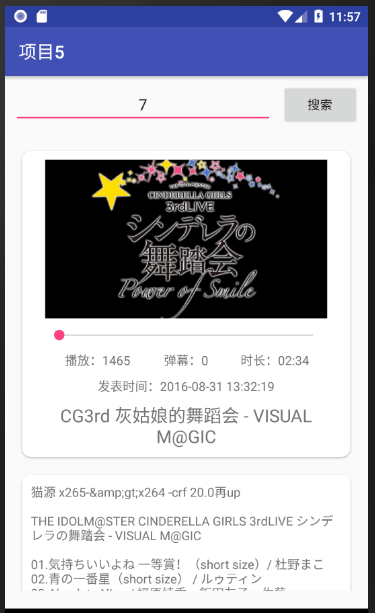 11:57
项目5
7
搜索
THE IDOLM@STER
CINDERELLA GIRLS
3rdLIVE
シンデレラの
舞踏会
Power of Smile
播放：1465 弹幕：0 时长：02:34
发表时间：2016-08-31 13:32:19
CG3rd 灰姑娘的舞蹈会 - VISUAL
M@GIC
猫源 x265-&amp;gt;x264 -crf 20.0再up
THE IDOLM@STER CINDERELLA GIRLS 3rdLIVE シンデ
レラの舞踏会 - VISUAL M@GIC
01.気持ちいいよね 一等賞！（short size）/ 杜野まこ
02.青の一番星（short size） / ルゥティン